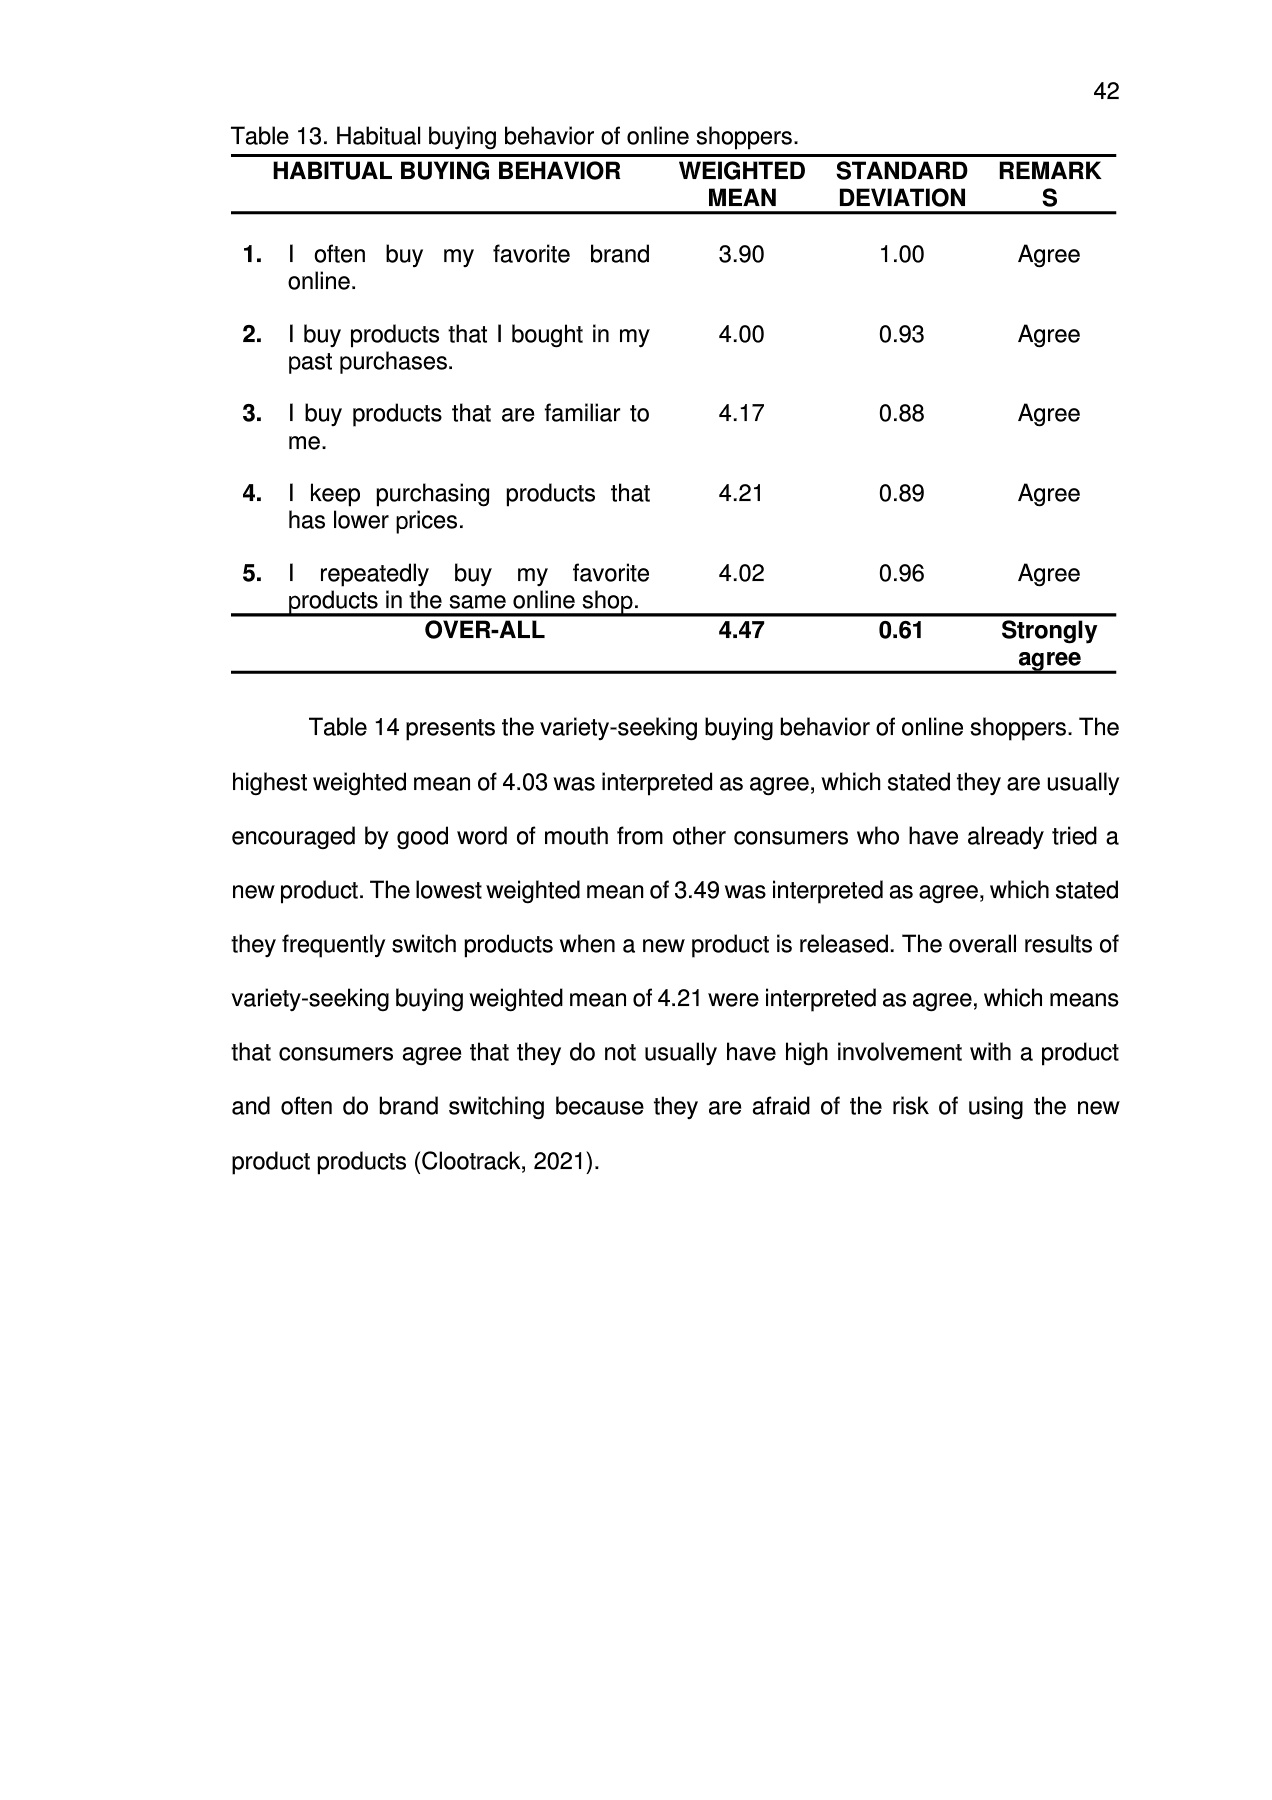 42
Table 13. Habitual buying behavior of online shoppers.
HABITUAL BUYING BEHAVIOR WEIGHTED MEAN STANDARD DEVIATION REMARK S
1. I often buy my favorite brand 3.90 1.00 Agree
online.
2. I buy products that I bought in my 4.00 0.93 Agree
past purchases.
3. I buy products that are familiar to 4.17 0.88 Agree
me.
4. I keep purchasing products that 4.21 0.89 Agree
has lower prices.
5. I repeatedly buy my favorite 4.02 0.96 Agree
products in the same online shop.
OVER-ALL 4.47 0.61 Strongly
agree
Table 14 presents the variety-seeking buying behavior of online shoppers. The
highest weighted mean of 4.03 was interpreted as agree, which stated they are usually
encouraged by good word of mouth from other consumers who have already tried a
new product. The lowest weighted mean of 3.49 was interpreted as agree, which stated
they frequently switch products when a new product is released. The overall results of
variety-seeking buying weighted mean of 4.21 were interpreted as agree, which means
that consumers agree that they do not usually have high involvement with a product
and often do brand switching because they are afraid of the risk of using the new
product products (Clootrack, 2021).